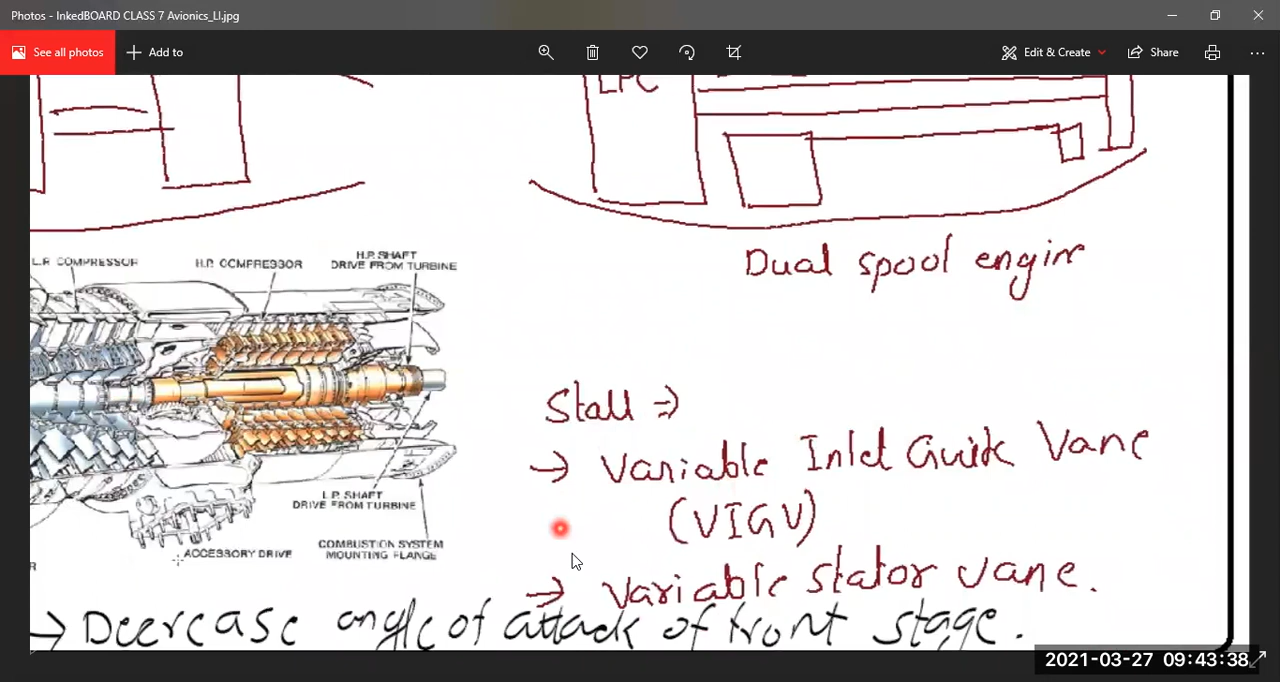 Photos - InkedBOARD CLASS 7 Avionics_LI.jpg
See all photos
Add to
Edit & Create
Share
LPC
L.P. COMPRESSOR
H.P. COMPRESSOR
H.P. SHAFT
DRIVE FROM TURBINE
Dual spool engine
Stall ⇒
→ Variable Inlet Guide Vane
(VIGV)
→ Variable stator vane.
L.P. SHAFT
DRIVE FROM TURBINE
COMBUSTION SYSTEM
MOUNTING FLANGE
ACCESSORY DRIVE
R
→ Decrease angle of attack of front stage.
2021-03-27 09:43:38